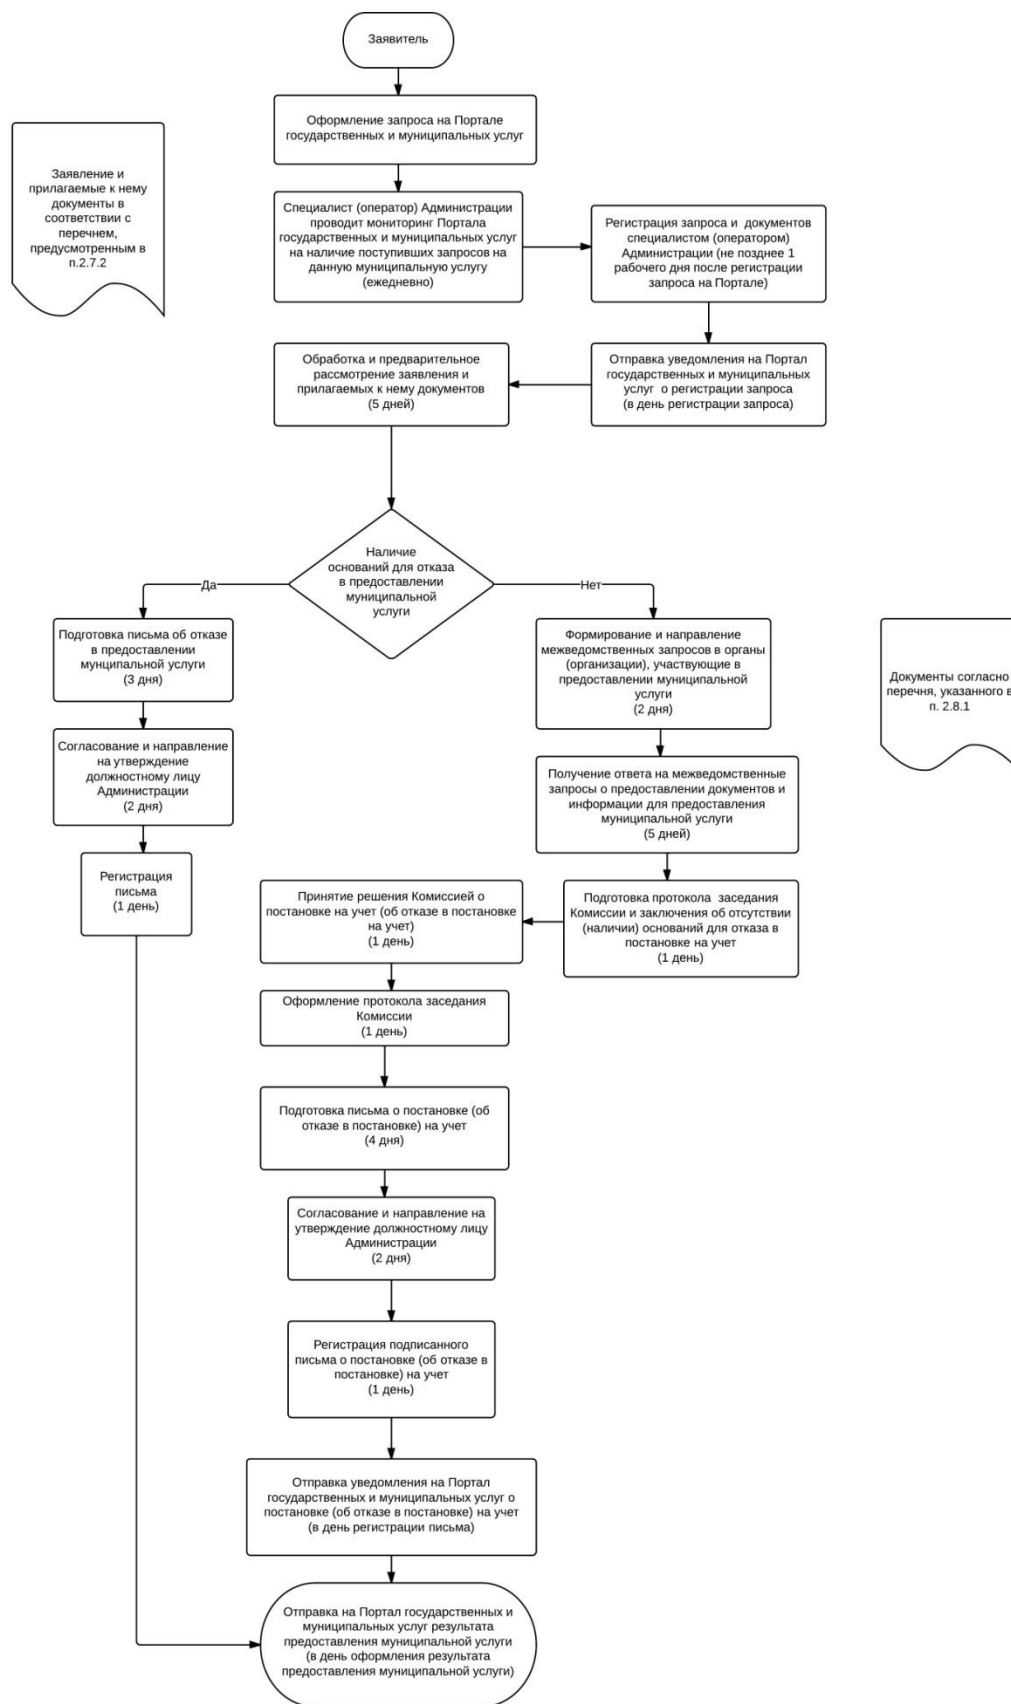 Заявитель
Оформление запроса на Портале
государственных и муниципальных услуг
Заявление и
прилагаемые к нему
документы в
соответствии с
перечнем,
предусмотренным в
п.2.7.2
Специалист (оператор) Администрации
проводит мониторинг Портала
государственных и муниципальных услуг
на наличие поступивших запросов на
данную муниципальную услугу
(ежедневно)
Регистрация запроса и документов
специалистом (оператором)
Администрации (не позднее 1
рабочего дня после регистрации
запроса на Портале)
Отправка уведомления на Портал
государственных и муниципальных
услуг о регистрации запроса
(в день регистрации запроса)
Обработка и предварительное
рассмотрение заявления и
прилагаемых к нему документов
(5 дней)
Наличие
оснований для отказа
в предоставлении
муниципальной
услуги
Да
Нет
Подготовка письма об отказе
в предоставлении
мунципальной услуги
(3 дня)
Согласование и направление
на утверждение
должностному лицу
Администрации
(2 дня)
Регистрация
письма
(1 день)
Формирование и направление
межведомственных запросов в органы
(организации), участвующие в
предоставлении муниципальной
услуги
(2 дня)
Документы согласно
перечня, указанного в
п. 2.8.1
Получение ответа на межведомственные
запросы о предоставлении документов и
информации для предоставления
муниципальной услуги
(5 дней)
Подготовка протокола заседания
Комиссии и заключения об отсутствии
(наличии) оснований для отказа в
постановке на учет
(1 день)
Принятие решения Комиссией о
постановке на учет (об отказе в постановке
на учет)
(1 день)
Оформление протокола заседания
Комиссии
(1 день)
Подготовка письма о постановке (об
отказе в постановке) на учет
(4 дня)
Согласование и направление на
утверждение должностному лицу
Администрации
(2 дня)
Регистрация подписанного
письма о постановке (об отказе в
постановке) на учет
(1 день)
Отправка уведомления на Портал
государственных и муниципальных услуг о
постановке (об отказе в постановке) на учет
(в день регистрации письма)
Отправка на Портал государственных и
муниципальных услуг результата
предоставления муниципальной услуги
(в день оформления результата
предоставления муниципальной услуги)